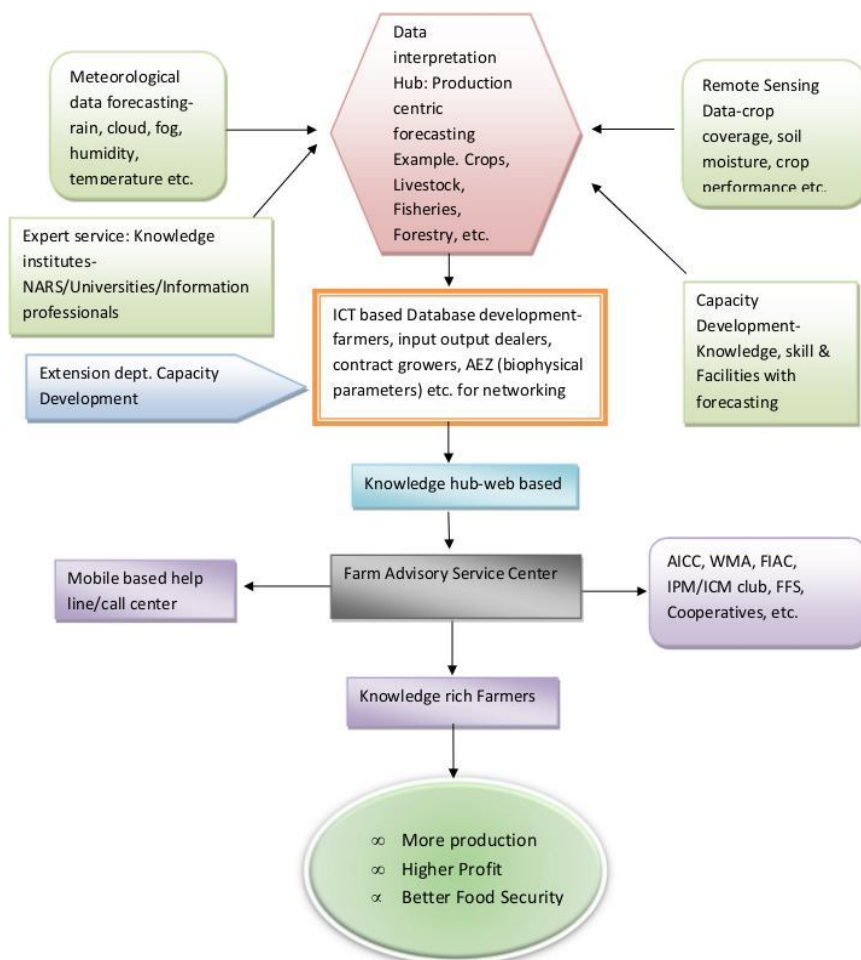 Meteorological
data forecasting-
rain, cloud, fog,
humidity,
temperature etc.
Data
interpretation
Hub: Production
centric
forecasting
Example. Crops,
Livestock,
Fisheries,
Forestry, etc.
Remote Sensing
Data-crop
coverage, soil
moisture, crop
performance etc.
Expert service: Knowledge
institutes-
NARS/Universities/Information
professionals
Capacity
Development-
Knowledge, skill &
Facilities with
forecasting
ICT based Database development-
farmers, input output dealers,
contract growers, AEZ (biophysical
parameters) etc. for networking
Extension dept. Capacity
Development
Knowledge hub-web based
Mobile based help
line/call center
Farm Advisory Service Center
AICC, WMA, FIAC,
IPM/ICM club, FFS,
Cooperatives, etc.
Knowledge rich Farmers
∞ More production
∞ Higher Profit
∝ Better Food Security